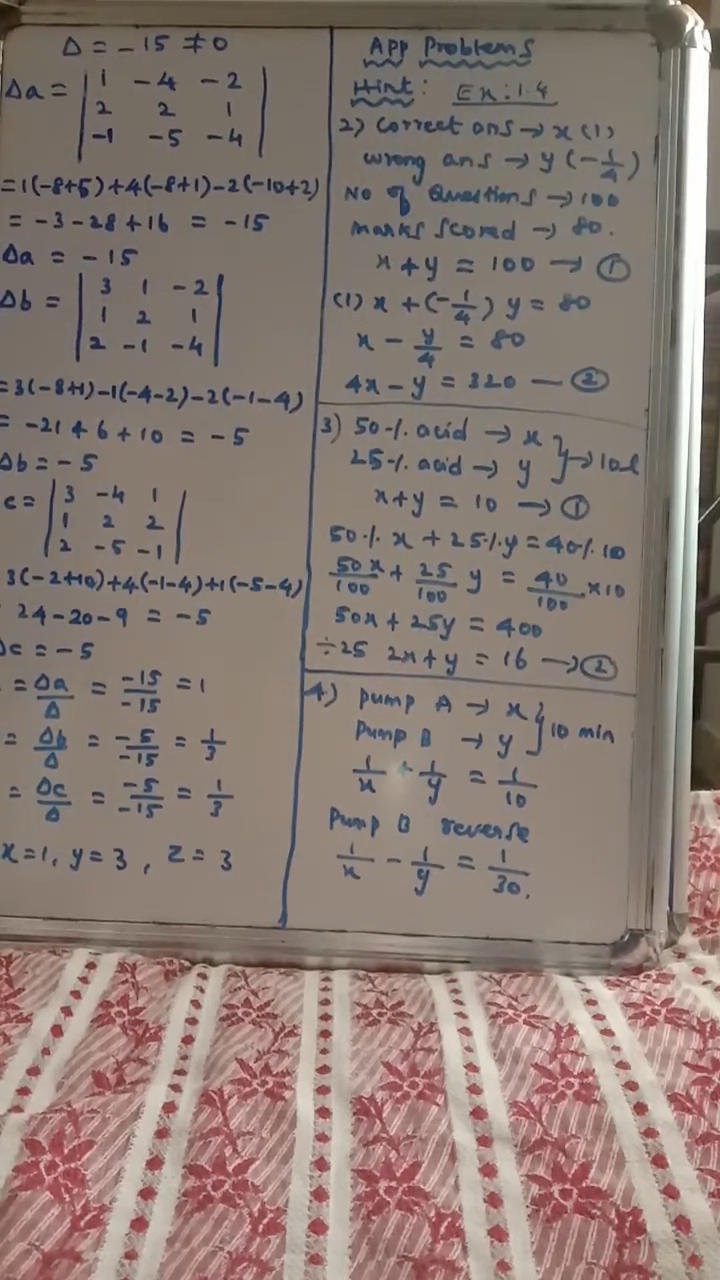 Δ = -15 ≠ 0
Δa = | 1 -4 -2 |
| 2 2 1 |
| -1 -5 -4 |
= 1(-8+5)+4(-8+1)-2(-10+2)
= -3-28+16 = -15
Δa = -15
Δb = | 3 1 -2 |
| 1 2 1 |
| 2 -1 -4 |
= 3(-8+1)-1(-4-2)-2(-1-4)
= -21+6+10 = -5
Δb = -5
c = | 3 -4 1 |
| 1 2 2 |
| 2 -5 -1 |
3(-2+10)+4(-1-4)+1(-5-4)
24-20-9 = -5
Δc = -5
= Δa/Δ = -15/-15 = 1
= Δb/Δ = -5/-15 = 1/3
= Δc/Δ = -5/-15 = 1/3
x=1, y=3, z=3
App Problems
Hint: Ex:1.4
2) Correct ans → x (1)
wrong ans → y (-1/4)
No of Questions → 100
marks scored → 80.
x+y = 100 → ①
(1) x + (-1/4) y = 80
x - y/4 = 80
4x-y = 320 — ②
3) 50% acid → x
25% acid → y } → 10 l
x+y = 10 → ①
50% x + 25% y = 40% 10
50x/100 + 25/100 y = 40/100 × 10
50x + 25y = 400
÷25 2x+y = 16 → ②
4) Pump A → x
Pump B → y } 10 min
1/x + 1/y = 1/10
Pump B reverse
1/x - 1/y = 1/30.